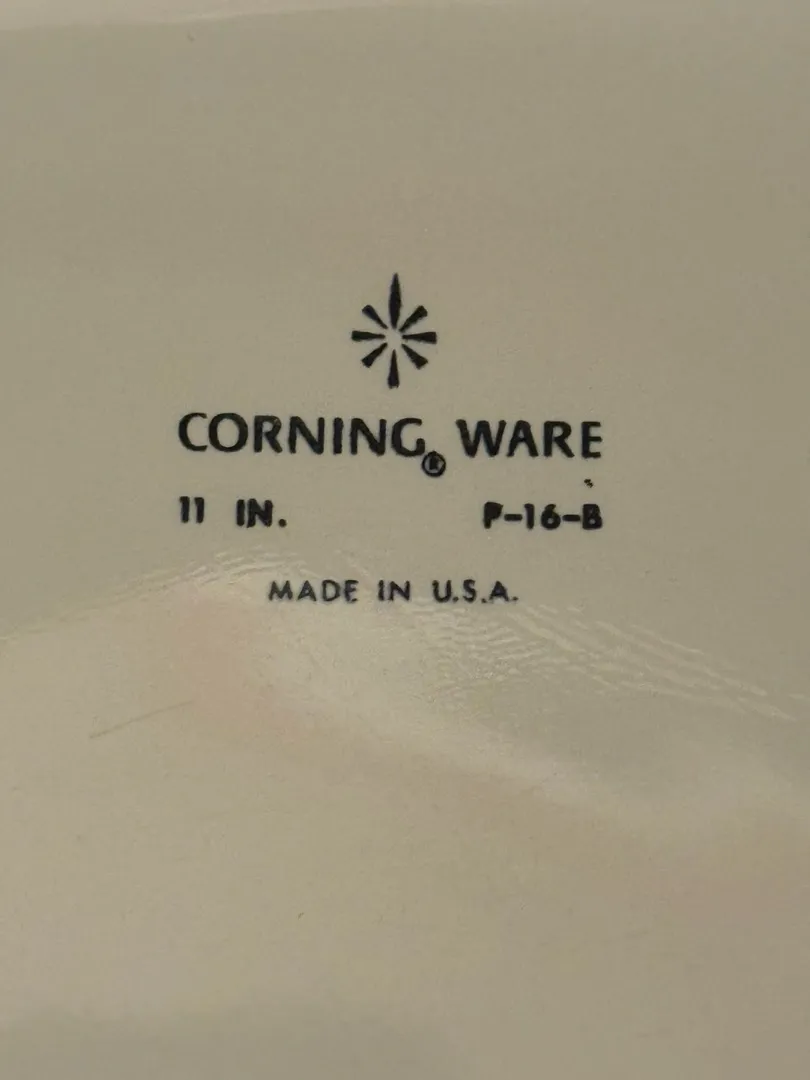 CORNING® WARE
11 IN. P-16-B
MADE IN U.S.A.